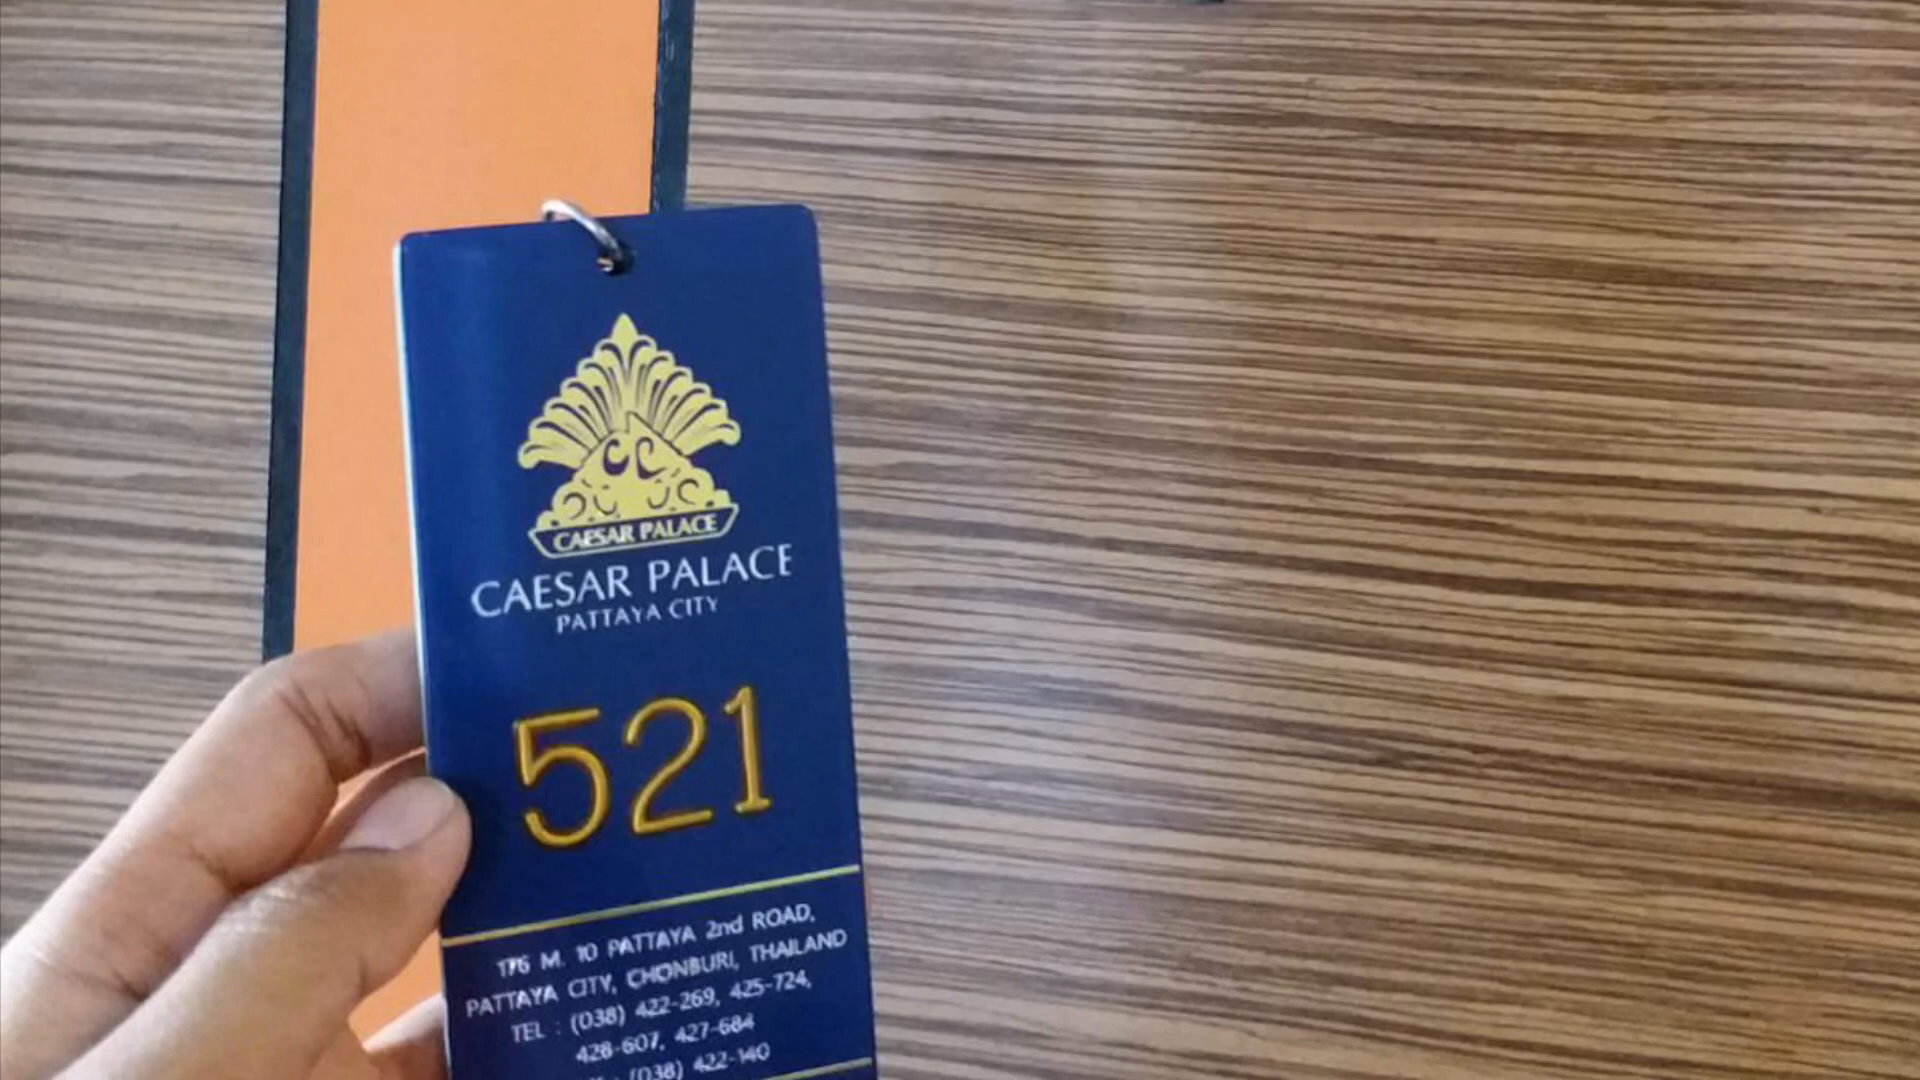 CAESAR PALACE
CAESAR PALACE
PATTAYA CITY
521
176 M. 10 PATTAYA 2nd ROAD,
PATTAYA CITY, CHONBURI, THAILAND
TEL : (038) 422-269, 425-724,
428-607, 427-684
: (038) 422-140